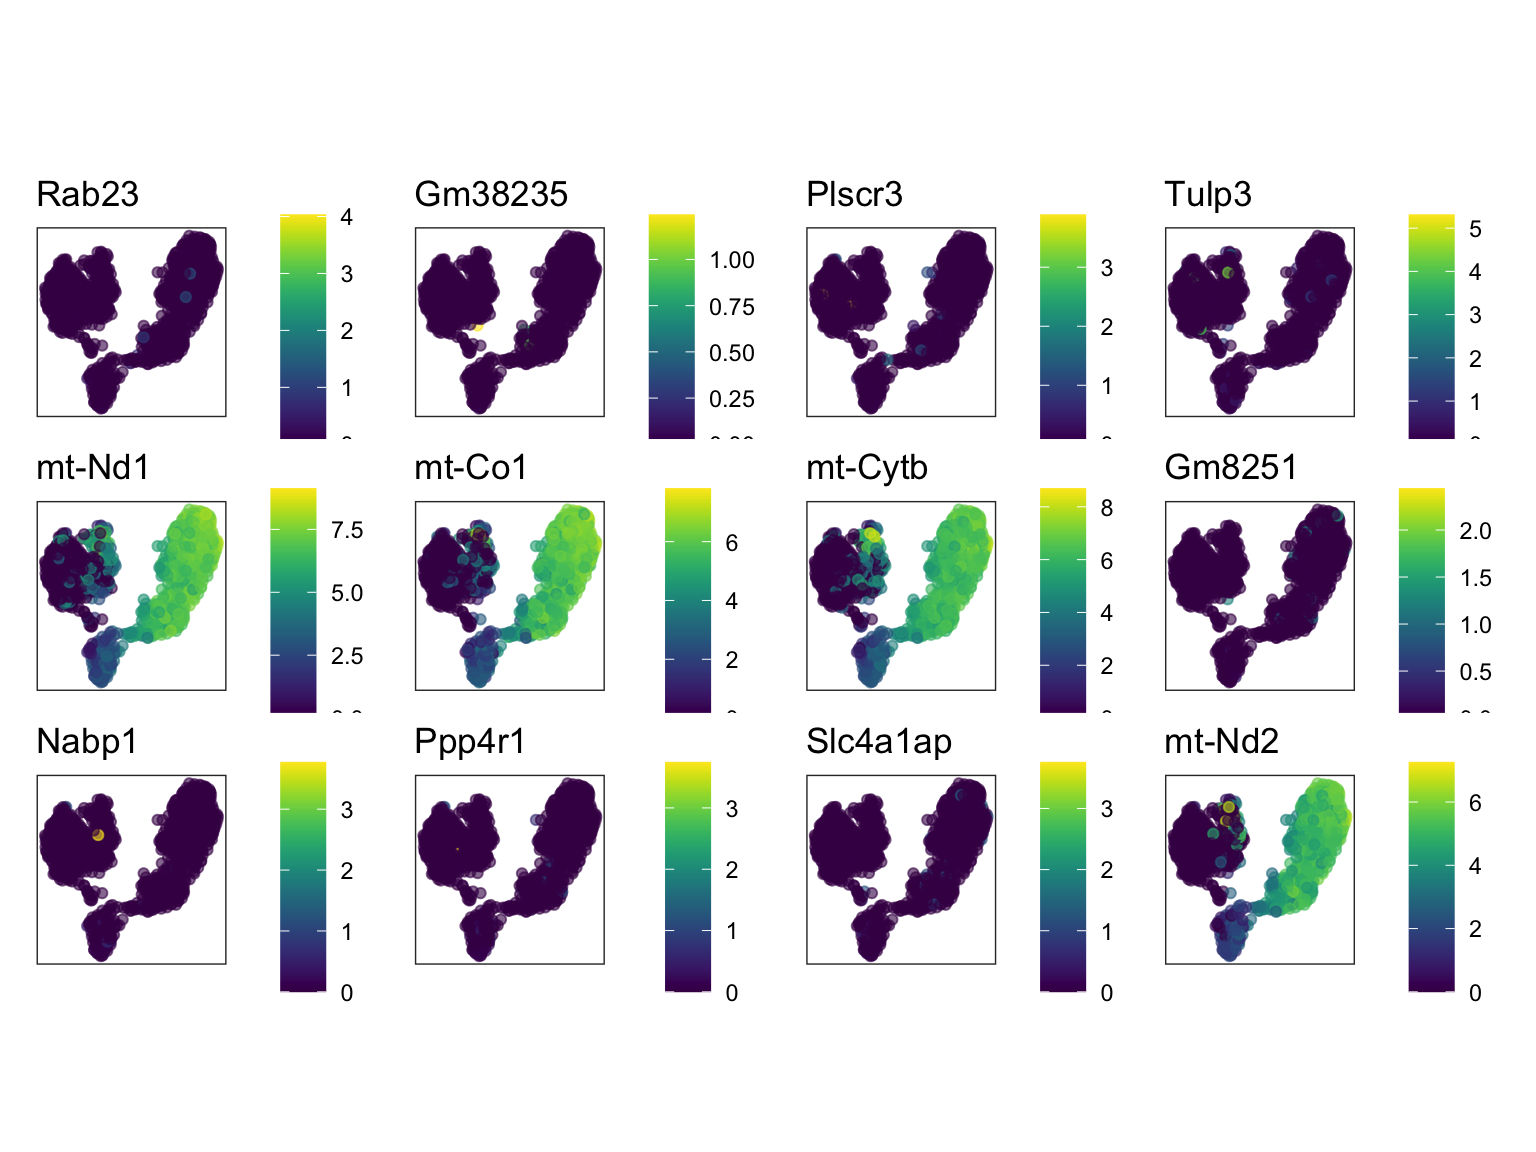 Rab23 Gm38235 Plscr3 Tulp3
4 3 2 1
1.00 0.75 0.50 0.25
3 2 1
5 4 3 2 1
mt-Nd1 mt-Co1 mt-Cytb Gm8251
7.5 5.0 2.5
6 4 2
8 6 4 2
2.0 1.5 1.0 0.5
Nabp1 Ppp4r1 Slc4a1ap mt-Nd2
3 2 1 0
3 2 1 0
3 2 1 0
6 4 2 0